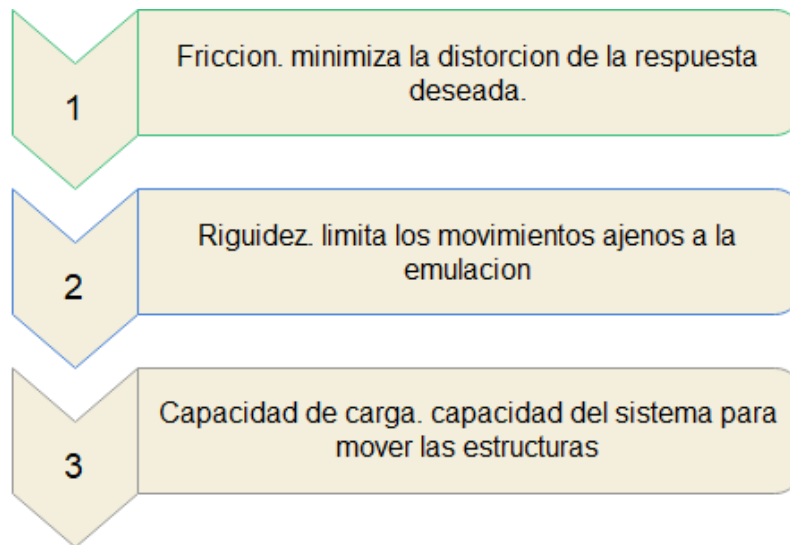 1
Friccion. minimiza la distorcion de la respuesta
deseada.
2
Riguidez. limita los movimientos ajenos a la
emulacion
3
Capacidad de carga. capacidad del sistema para
mover las estructuras